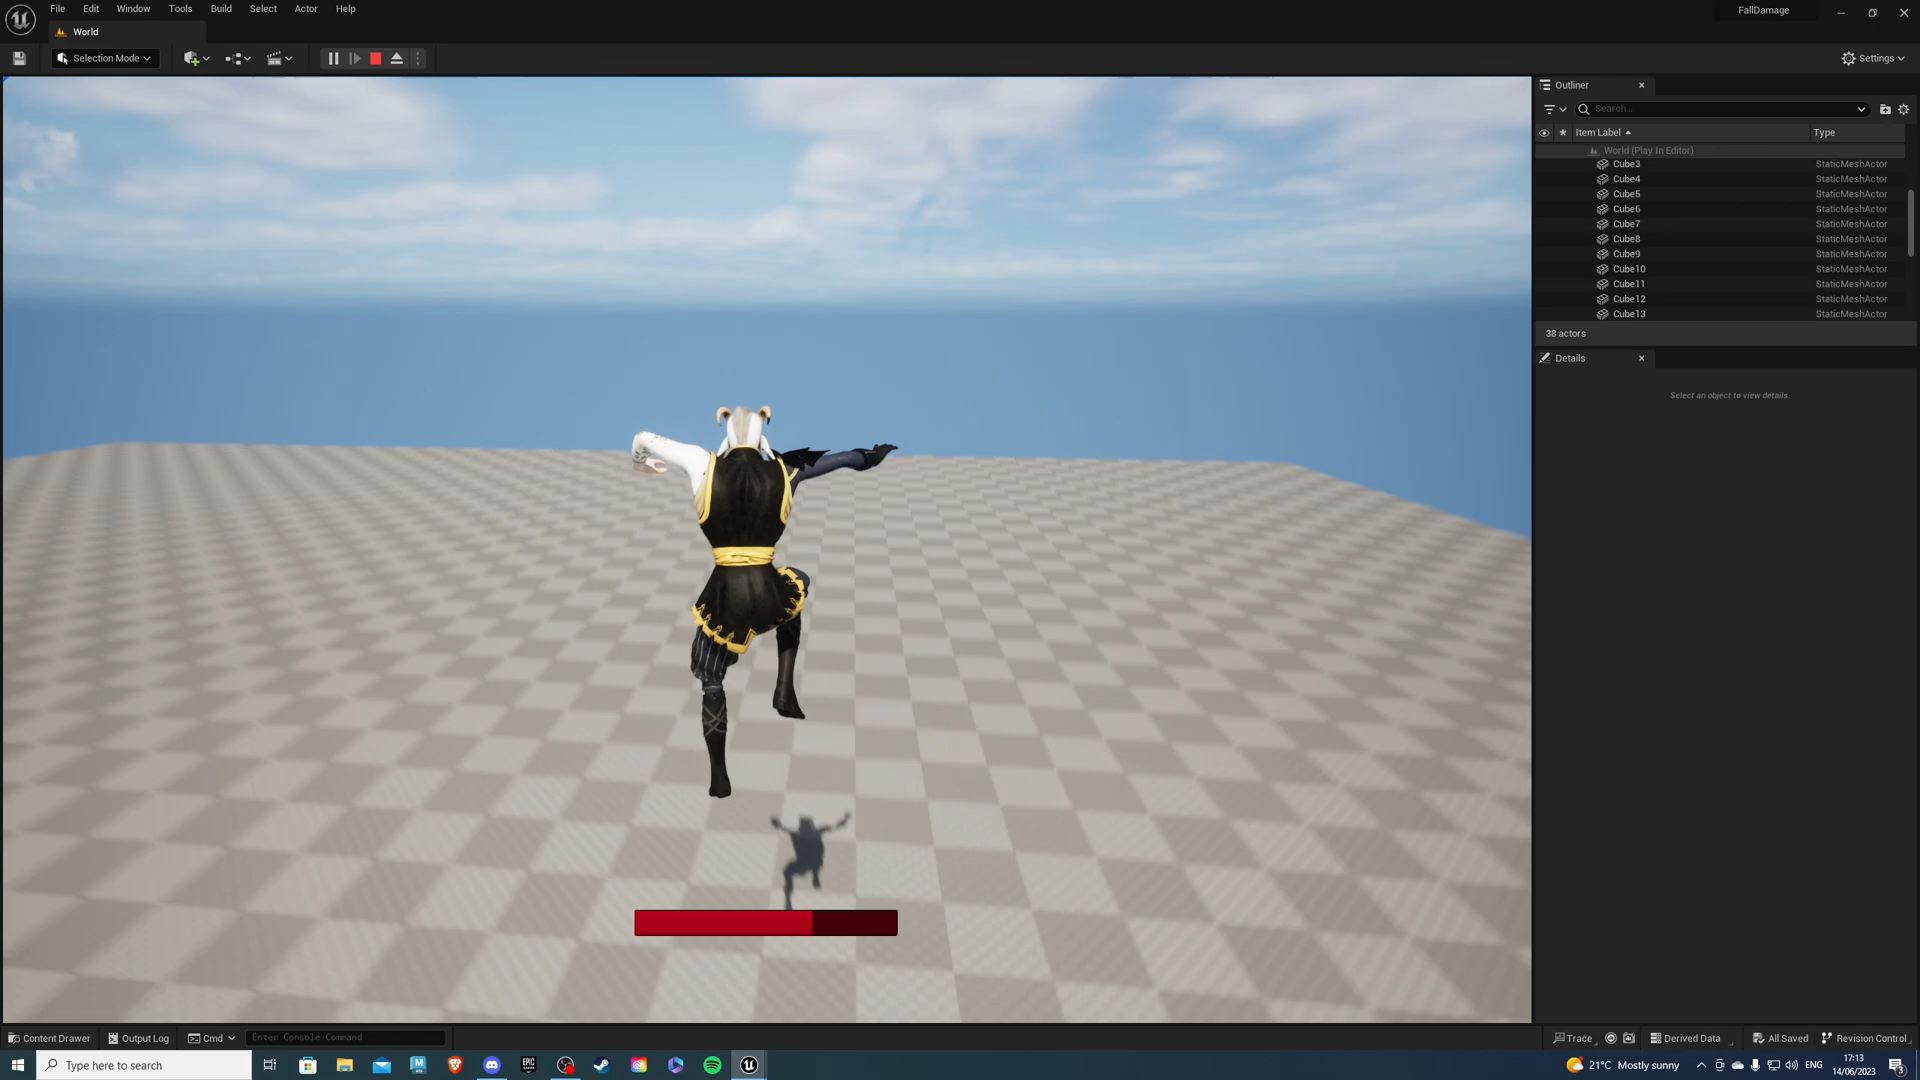 File Edit Window Tools Build Select Actor Help
FallDamage
World
Selection Mode
Settings
Outliner
Search...
Item Label Type
World (Play In Editor)
Cube3 StaticMeshActor
Cube4 StaticMeshActor
Cube5 StaticMeshActor
Cube6 StaticMeshActor
Cube7 StaticMeshActor
Cube8 StaticMeshActor
Cube9 StaticMeshActor
Cube10 StaticMeshActor
Cube11 StaticMeshActor
Cube12 StaticMeshActor
Cube13 StaticMeshActor
38 actors
Details
Select an object to view details.
Content Drawer Output Log Cmd Enter Console Command Trace Derived Data All Saved Revision Control
Type here to search
M
EPIC GAMES
21°C Mostly sunny
ENG
17:13
14/06/2023
3